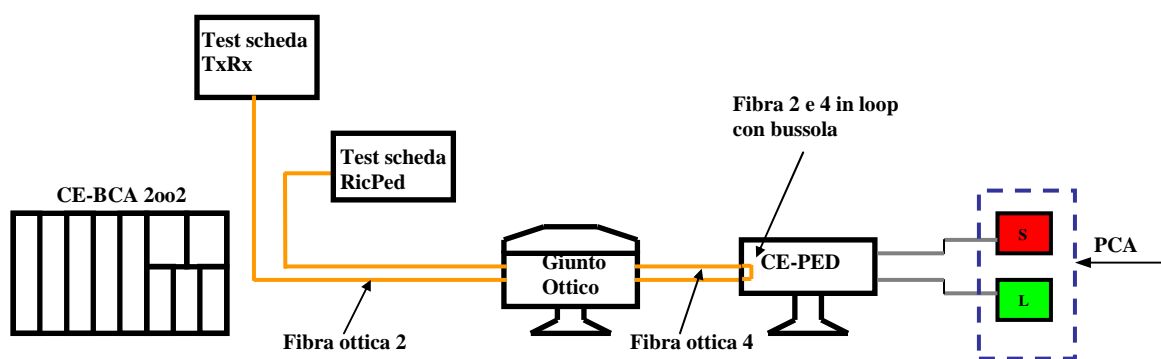 Test scheda
TxRx
Fibra 2 e 4 in loop
con bussola
Test scheda
RicPed
CE-BCA 2oo2
S
PCA
Giunto
Ottico
CE-PED
L
Fibra ottica 2
Fibra ottica 4